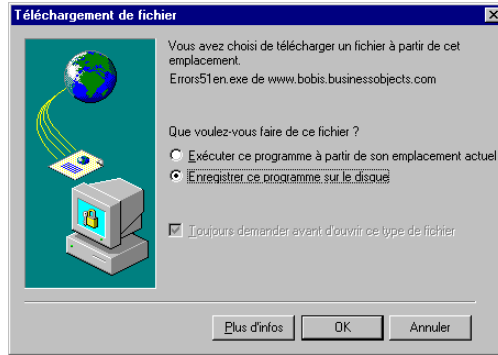 Téléchargement de fichier
Vous avez choisi de télécharger un fichier à partir de cet
emplacement.
Errors51en.exe de www.bobis.businessobjects.com
Que voulez-vous faire de ce fichier ?
Exécuter ce programme à partir de son emplacement actuel
Enregistrer ce programme sur le disque
Toujours demander avant d'ouvrir ce type de fichier
Plus d'infos
OK
Annuler